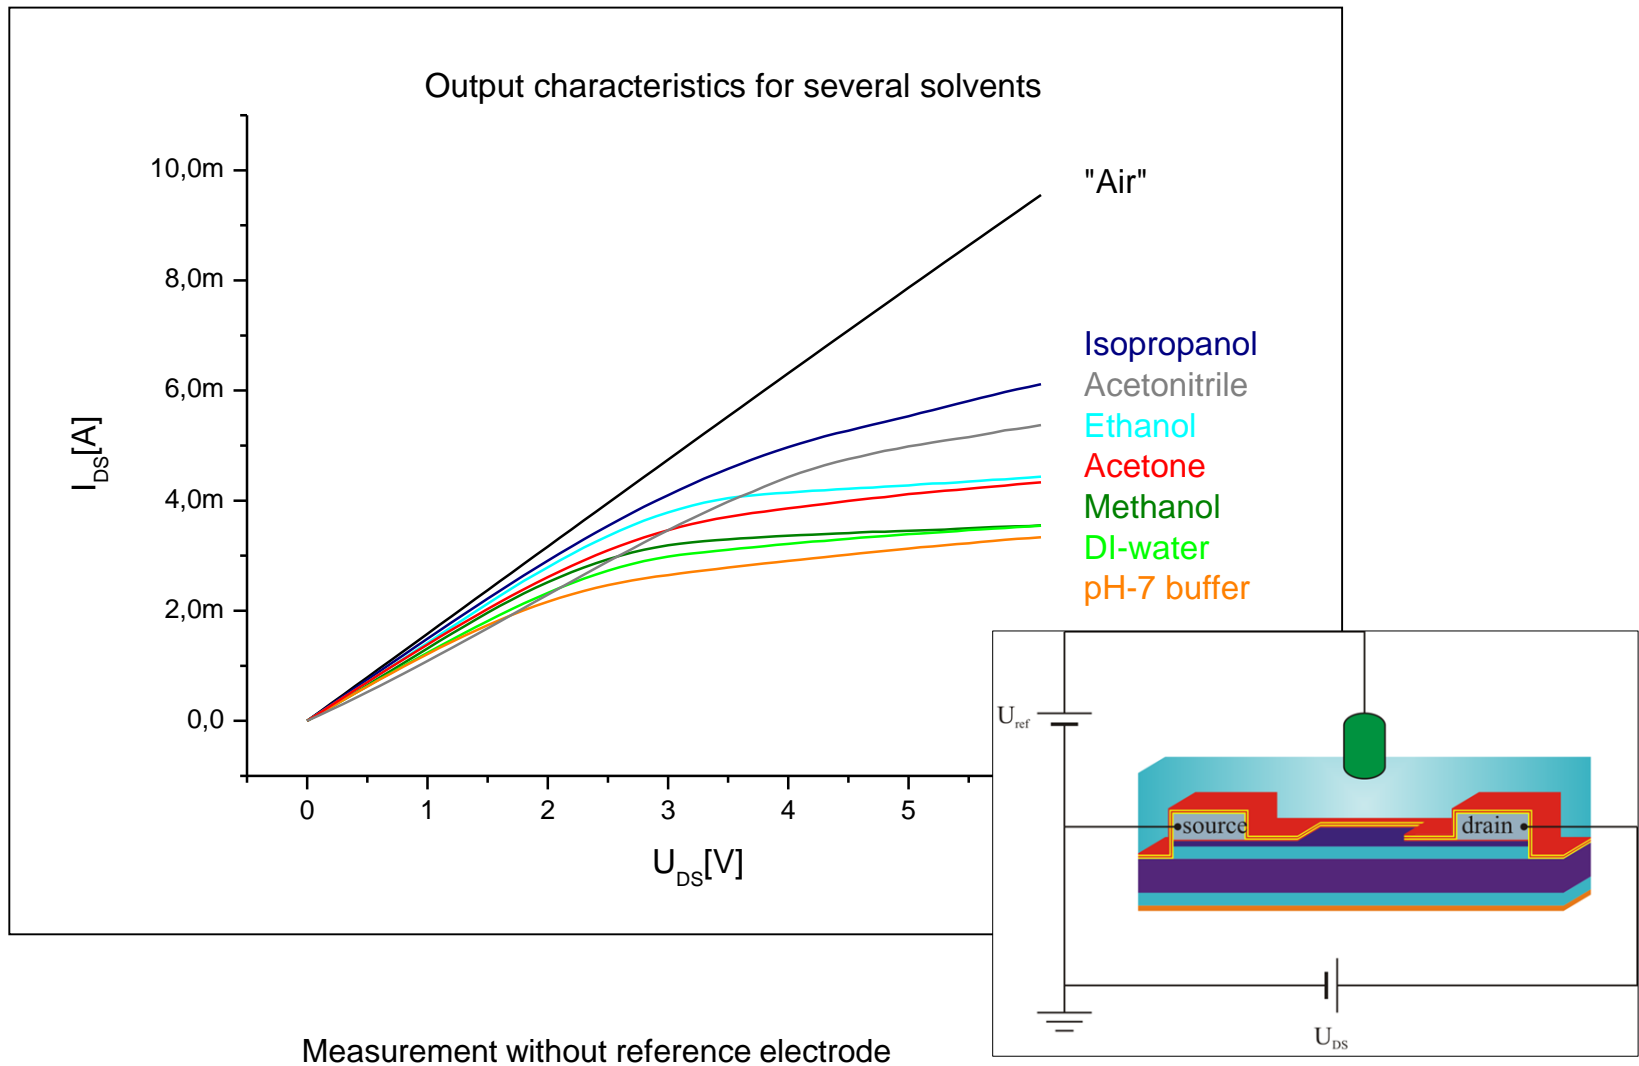 Output characteristics for several solvents
10,0m
8,0m
6,0m
4,0m
2,0m
0,0
I_DS[A]
0 1 2 3 4 5
U_DS[V]
"Air"
Isopropanol
Acetonitrile
Ethanol
Acetone
Methanol
DI-water
pH-7 buffer
U_ref
source drain
U_DS
Measurement without reference electrode